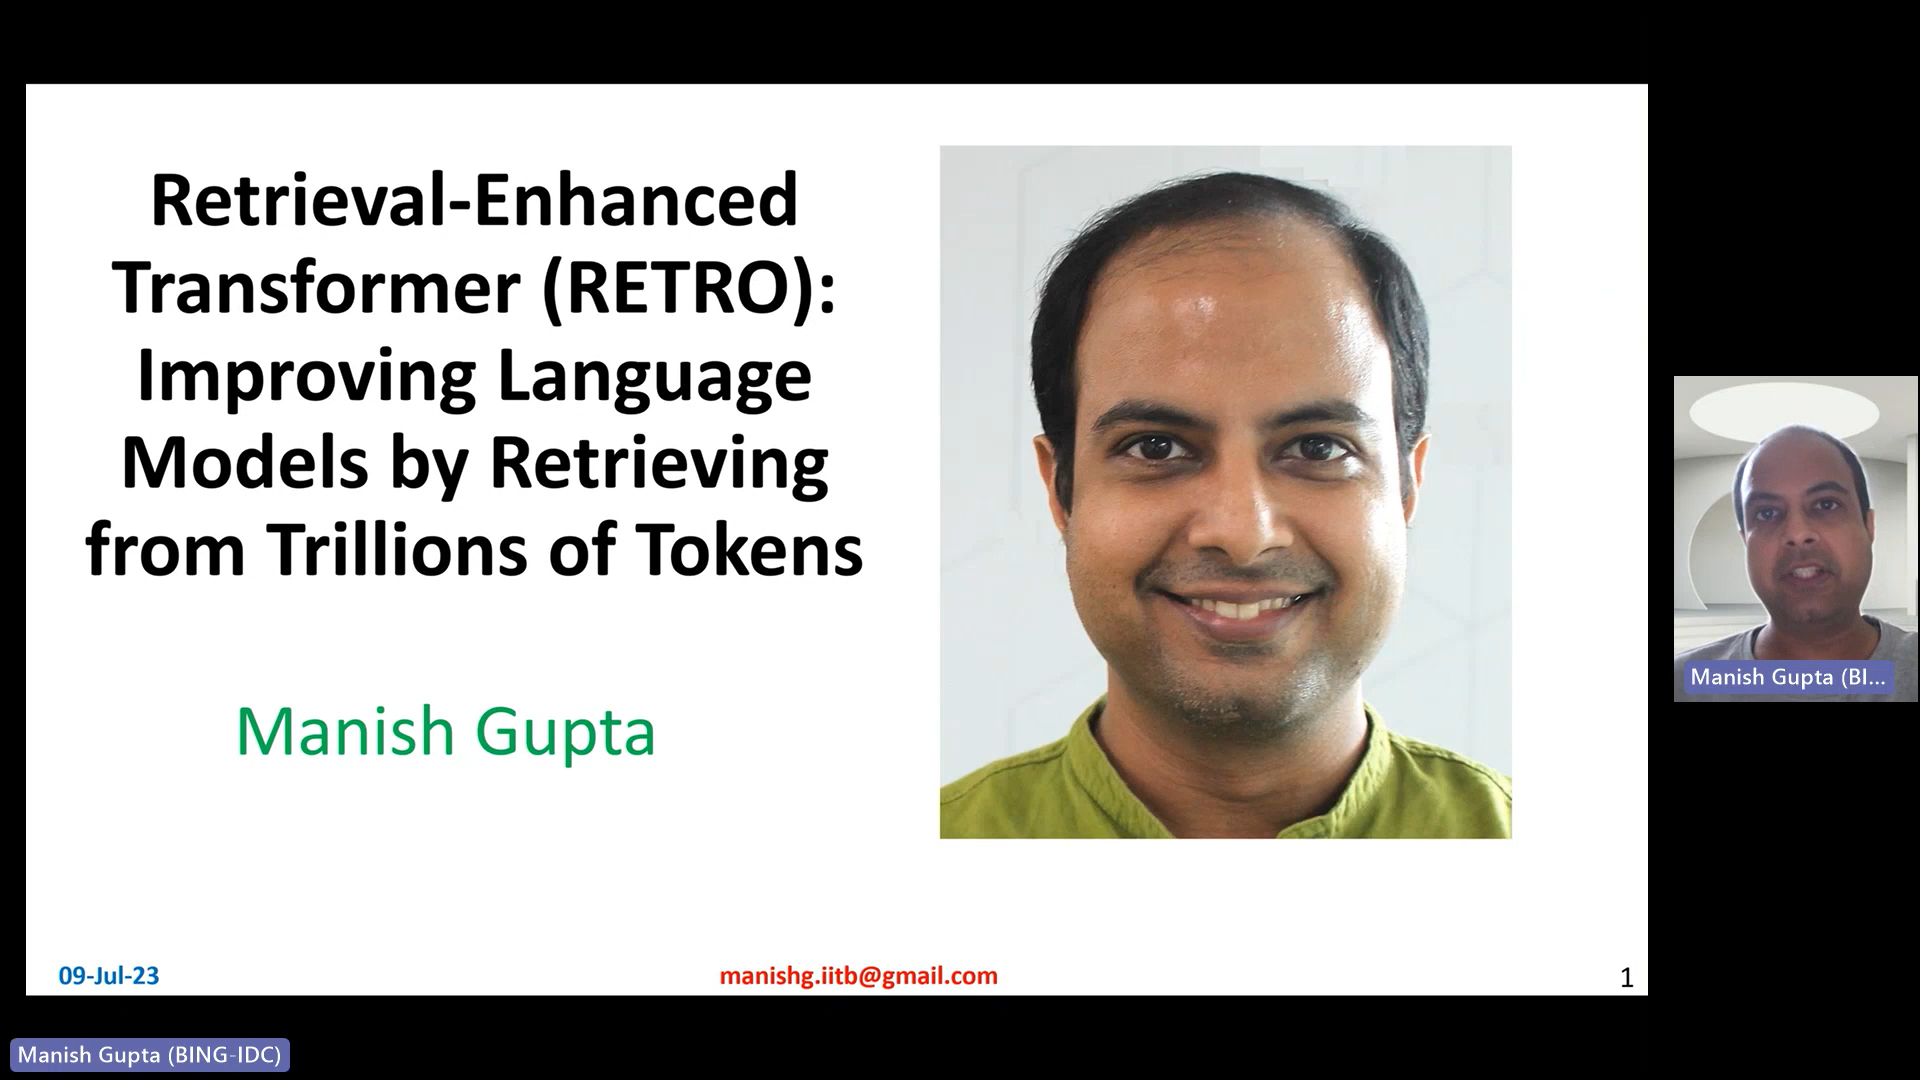 Retrieval-Enhanced
Transformer (RETRO):
Improving Language
Models by Retrieving
from Trillions of Tokens
Manish Gupta
Manish Gupta (BI...
09-Jul-23
manishg.iitb@gmail.com
1
Manish Gupta (BING-IDC)